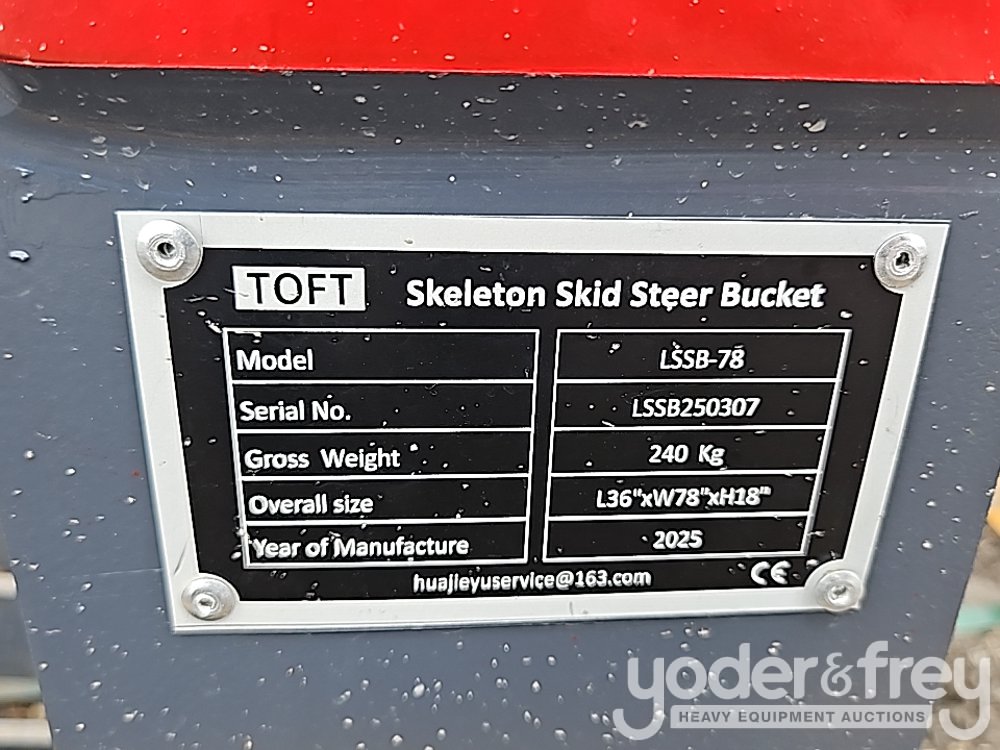 TOFT Skeleton Skid Steer Bucket
Model LSSB-78
Serial No. LSSB250307
Gross Weight 240 Kg
Overall size L36"xW78"xH18"
Year of Manufacture 2025
huajieyuservice@163.com CE
yoder&frey
HEAVY EQUIPMENT AUCTIONS